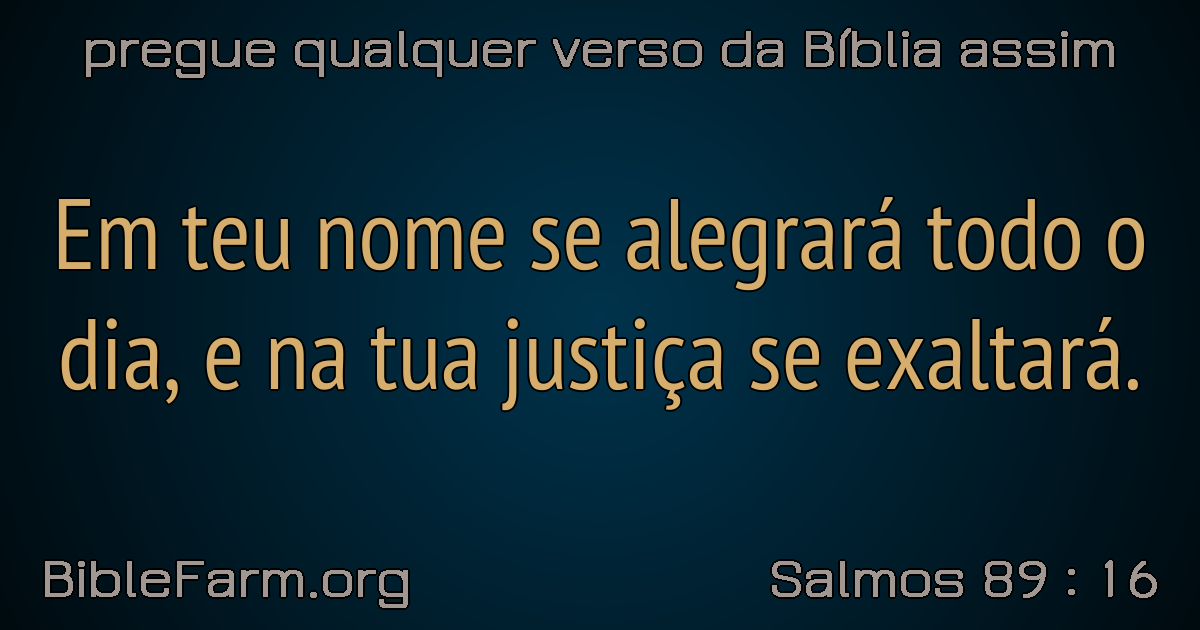 pregue qualquer verso da Bíblia assim
Em teu nome se alegrará todo o
dia, e na tua justiça se exaltará.
BibleFarm.org
Salmos 89 : 16